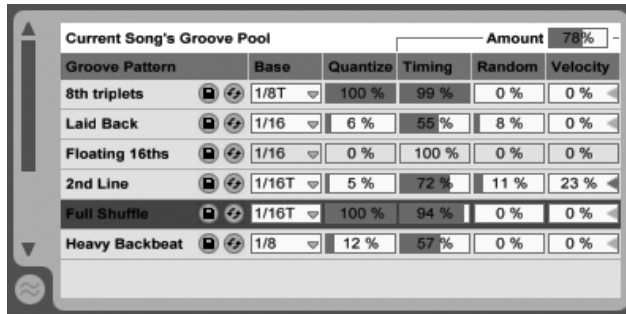 Current Song's Groove Pool Amount 78%
Groove Pattern Base Quantize Timing Random Velocity
8th triplets 1/8T 100 % 99 % 0 % 0 %
Laid Back 1/16 6 % 55 % 8 % 0 %
Floating 16ths 1/16 0 % 100 % 0 % 0 %
2nd Line 1/16T 5 % 72 % 11 % 23 %
Full Shuffle 1/16T 100 % 94 % 0 % 0 %
Heavy Backbeat 1/8 12 % 57 % 0 % 0 %